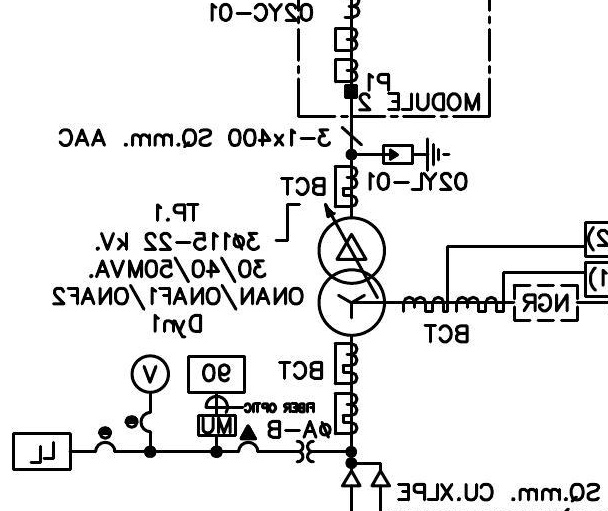 02YC-01
P1
MODULE 2
3-1x400 SQ.mm. AAC
02YL-01
BCT
TP.1
3ø115-22 kV.
30/40/50MVA.
ONAN/ONAF1/ONAF2
Dyn1
2)
1)
NGR
BCT
BCT
V
90
FIBER OPTIC
MU
øA-B
LL
SQ.mm. CU.XLPE